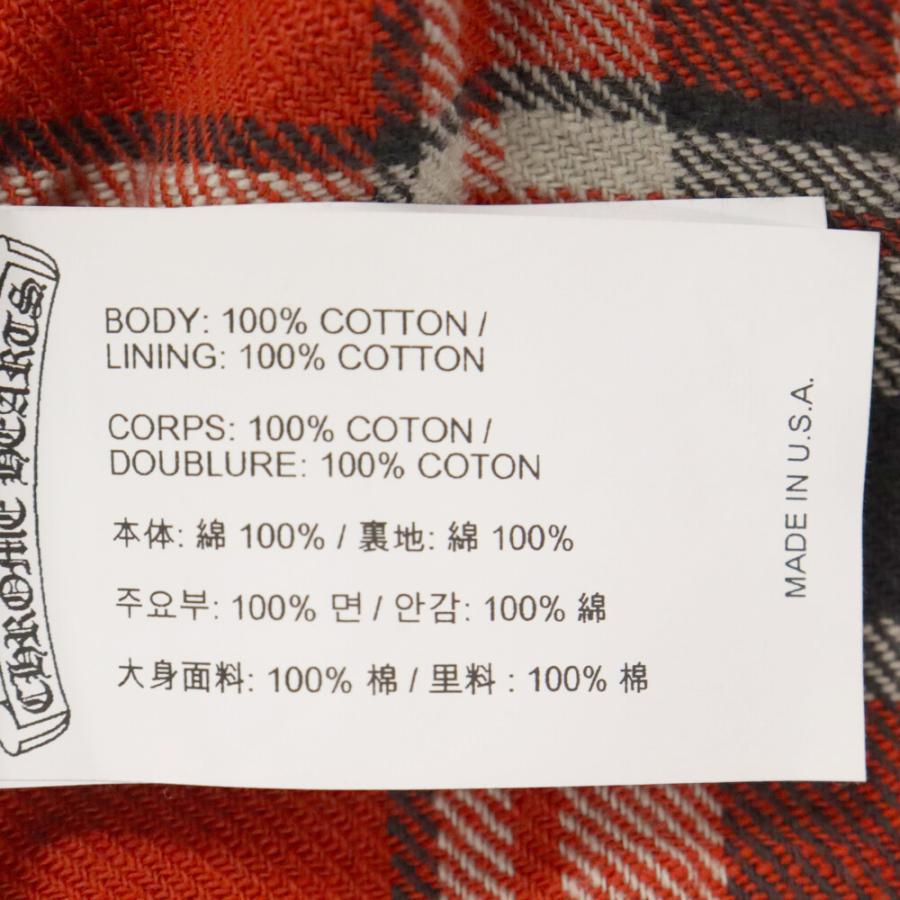 CHROME HEARTS
BODY: 100% COTTON /
LINING: 100% COTTON
CORPS: 100% COTON /
DOUBLURE: 100% COTON
本体: 綿 100% / 裏地: 綿 100%
주요부: 100% 면 / 안감: 100% 綿
大身面料: 100% 棉 / 里料 : 100% 棉
MADE IN U.S.A.